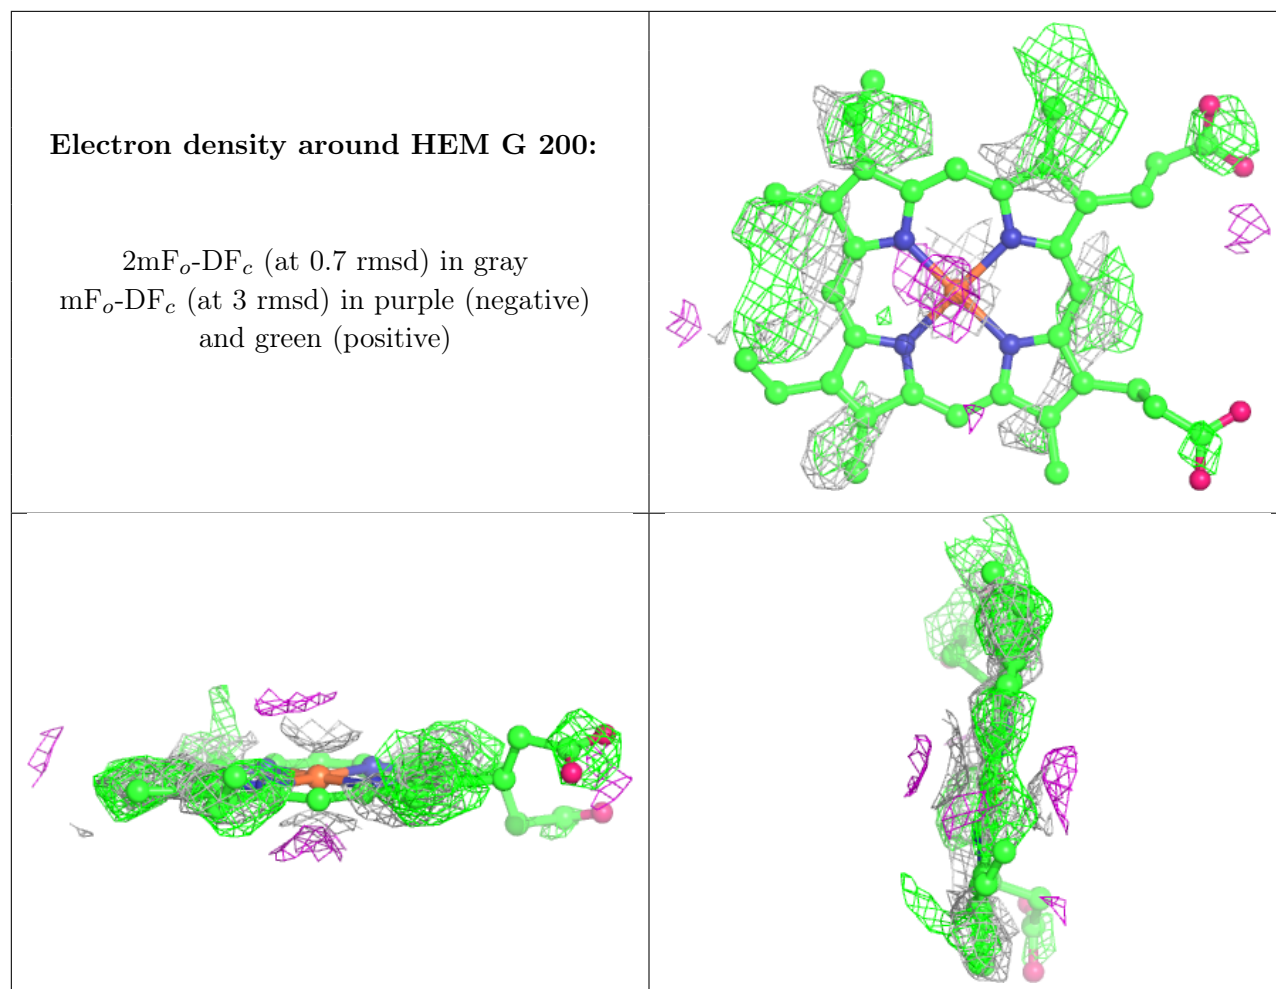 Electron density around HEM G 200:
2mFₒ-DF𝒸 (at 0.7 rmsd) in gray
mFₒ-DF𝒸 (at 3 rmsd) in purple (negative)
and green (positive)